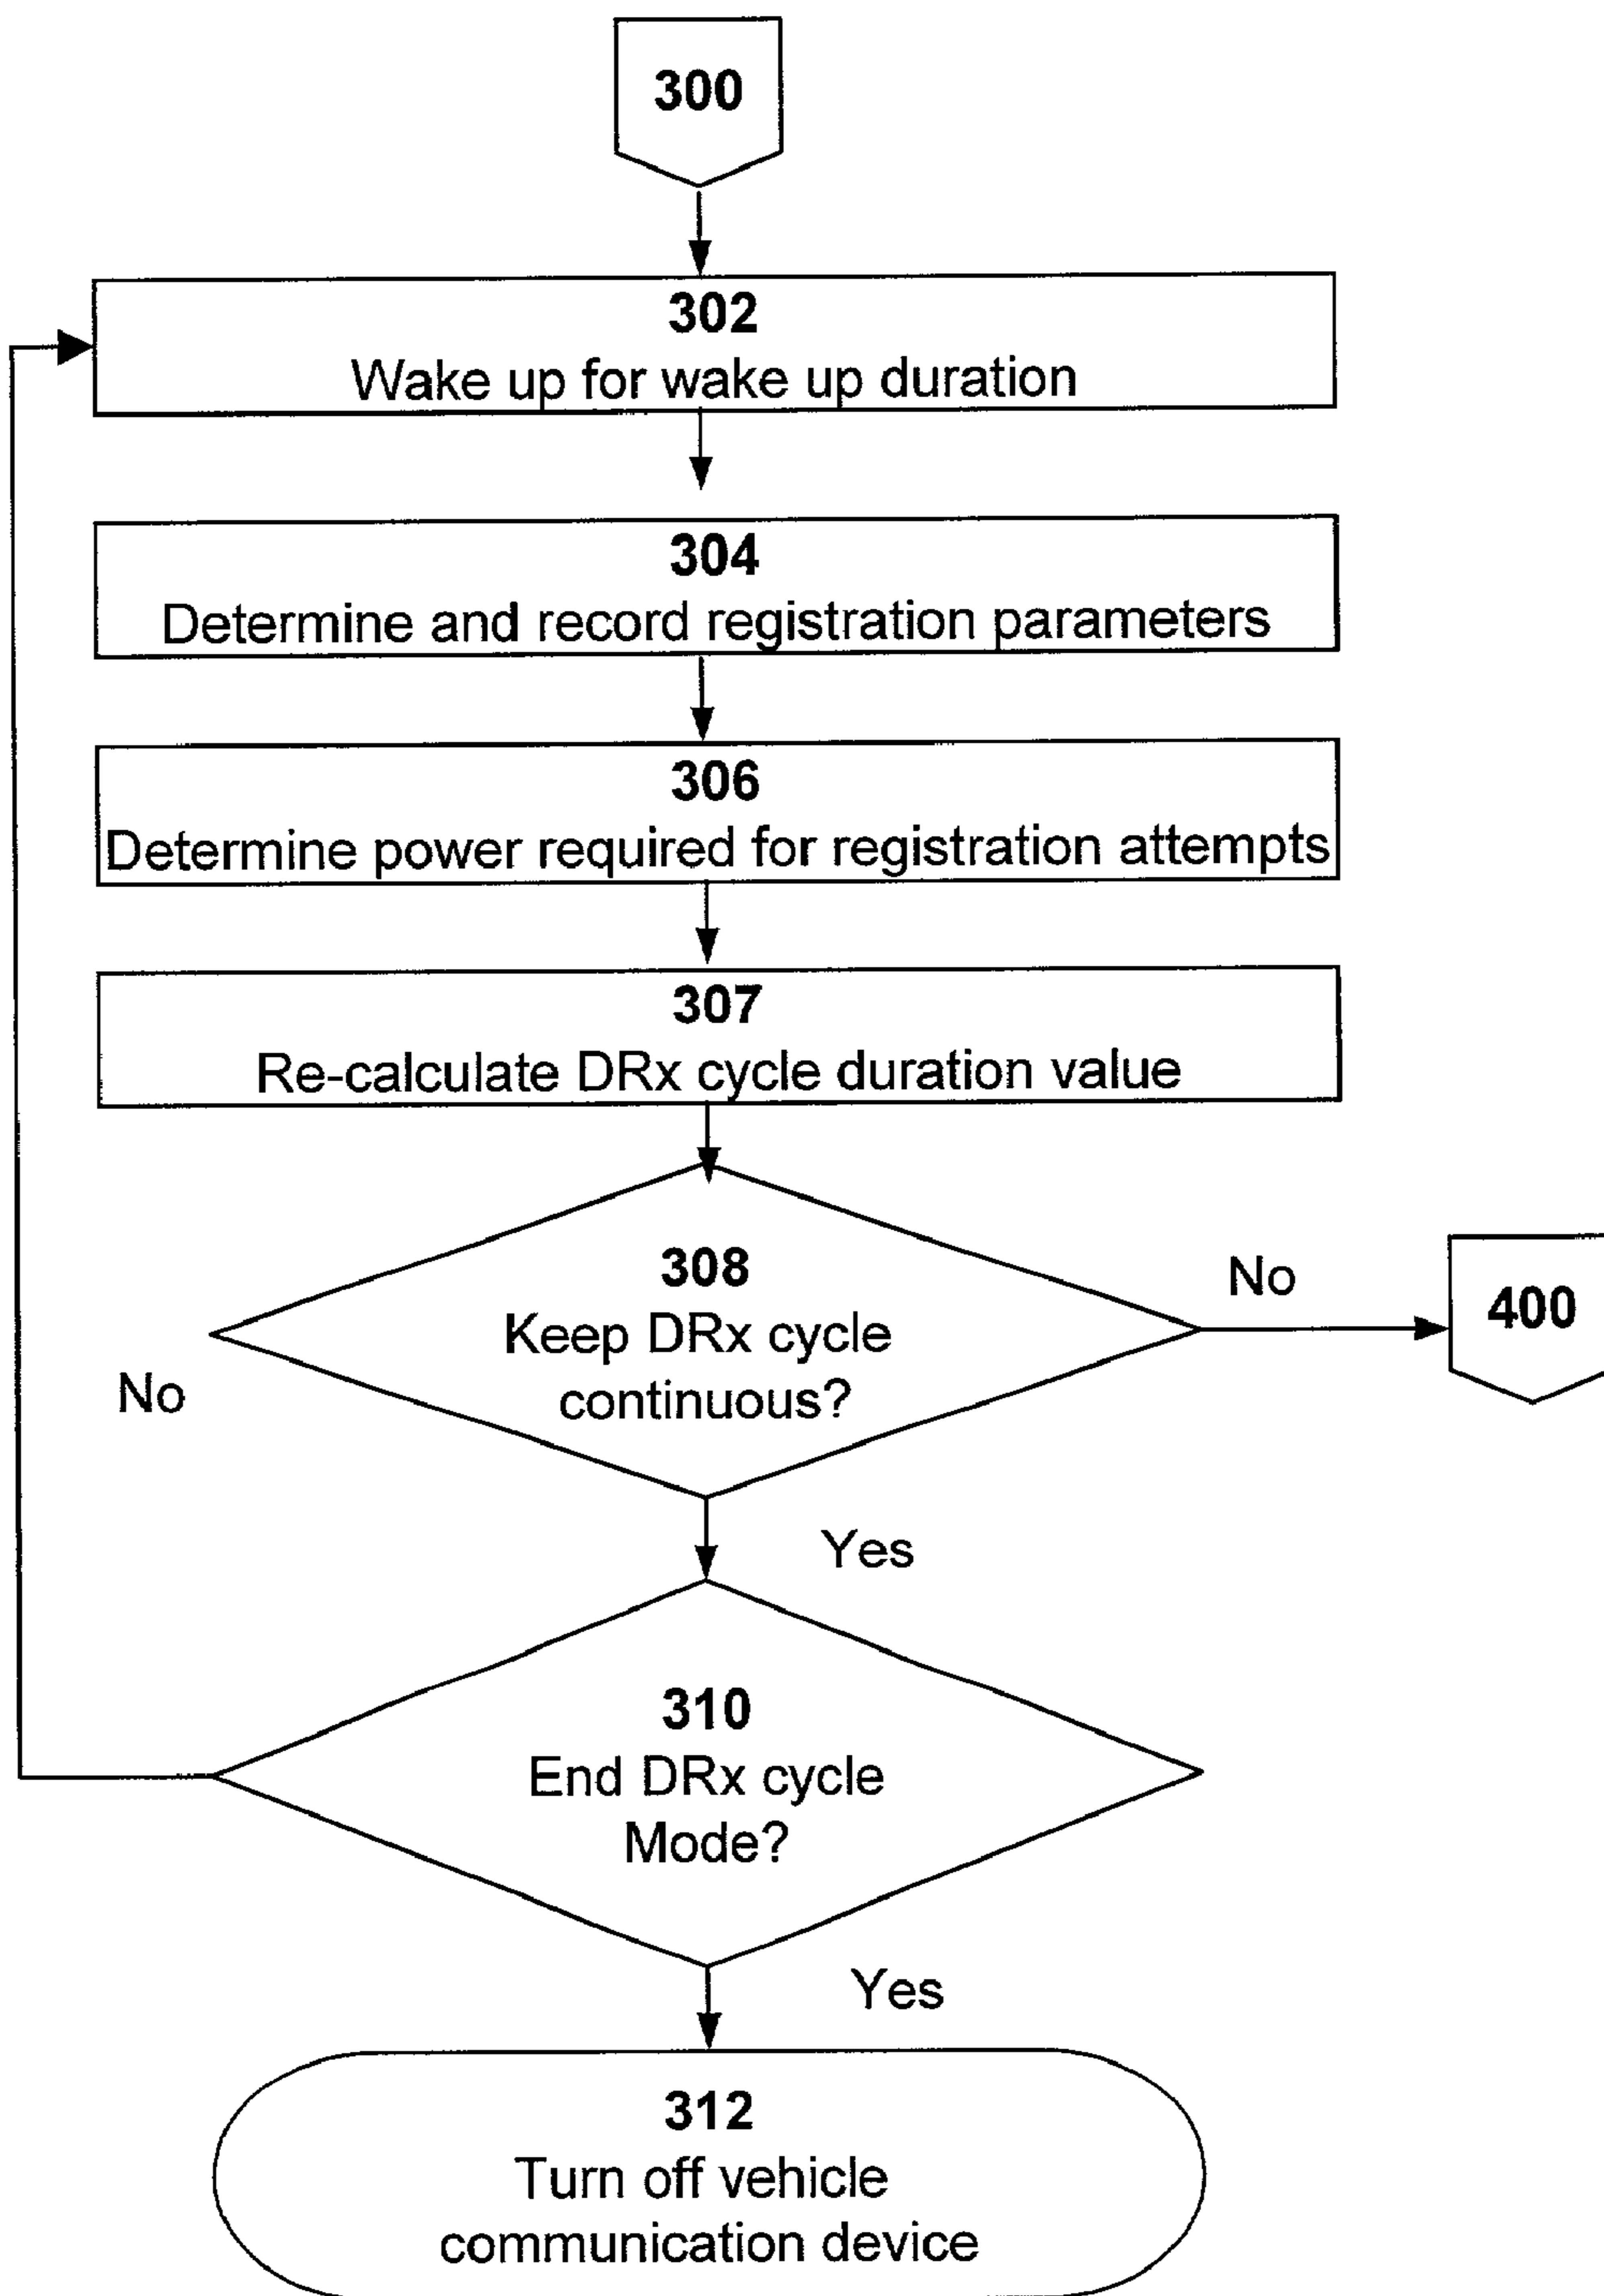 300
302
Wake up for wake up duration
304
Determine and record registration parameters
306
Determine power required for registration attempts
307
Re-calculate DRx cycle duration value
308
Keep DRx cycle
continuous?
No
400
No
Yes
310
End DRx cycle
Mode?
Yes
312
Turn off vehicle
communication device